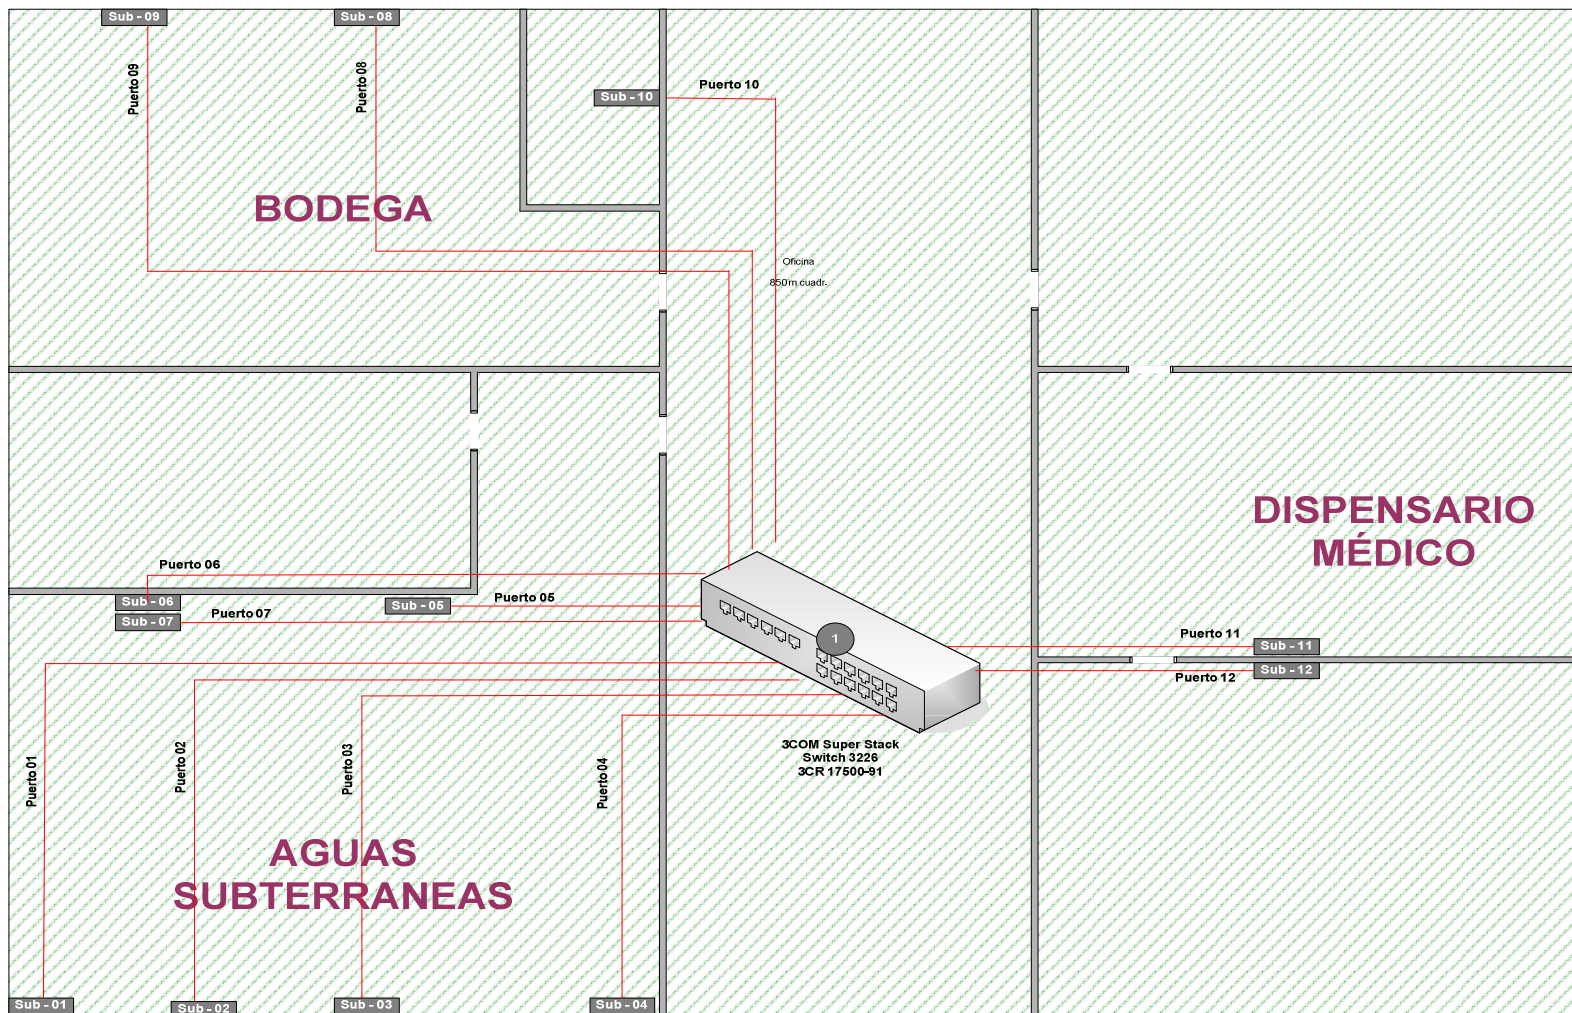 Sub - 09
Sub - 08
Puerto 09
Puerto 08
Puerto 10
Sub - 10
BODEGA
Oficina
850 m cuadr.
DISPENSARIO
MÉDICO
Puerto 06
Sub - 06
Puerto 07
Sub - 07
Sub - 05
Puerto 05
1
Puerto 11
Sub - 11
Puerto 12
Sub - 12
3COM Super Stack
Switch 3226
3CR 17500-91
Puerto 01
Puerto 02
Puerto 03
Puerto 04
AGUAS
SUBTERRANEAS
Sub - 01
Sub - 02
Sub - 03
Sub - 04